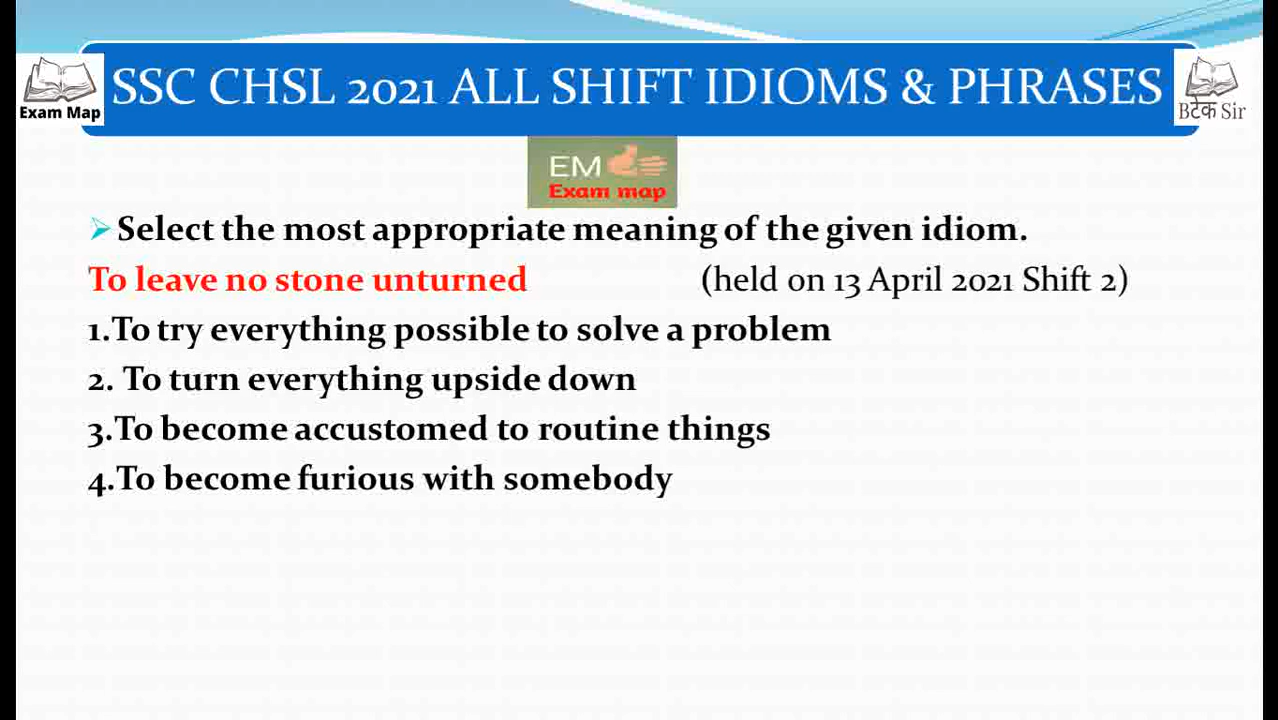 SSC CHSL 2021 ALL SHIFT IDIOMS & PHRASES
Exam Map
Bटेक Sir
EM
Exam map
Select the most appropriate meaning of the given idiom.
To leave no stone unturned (held on 13 April 2021 Shift 2)
1.To try everything possible to solve a problem
2. To turn everything upside down
3.To become accustomed to routine things
4.To become furious with somebody